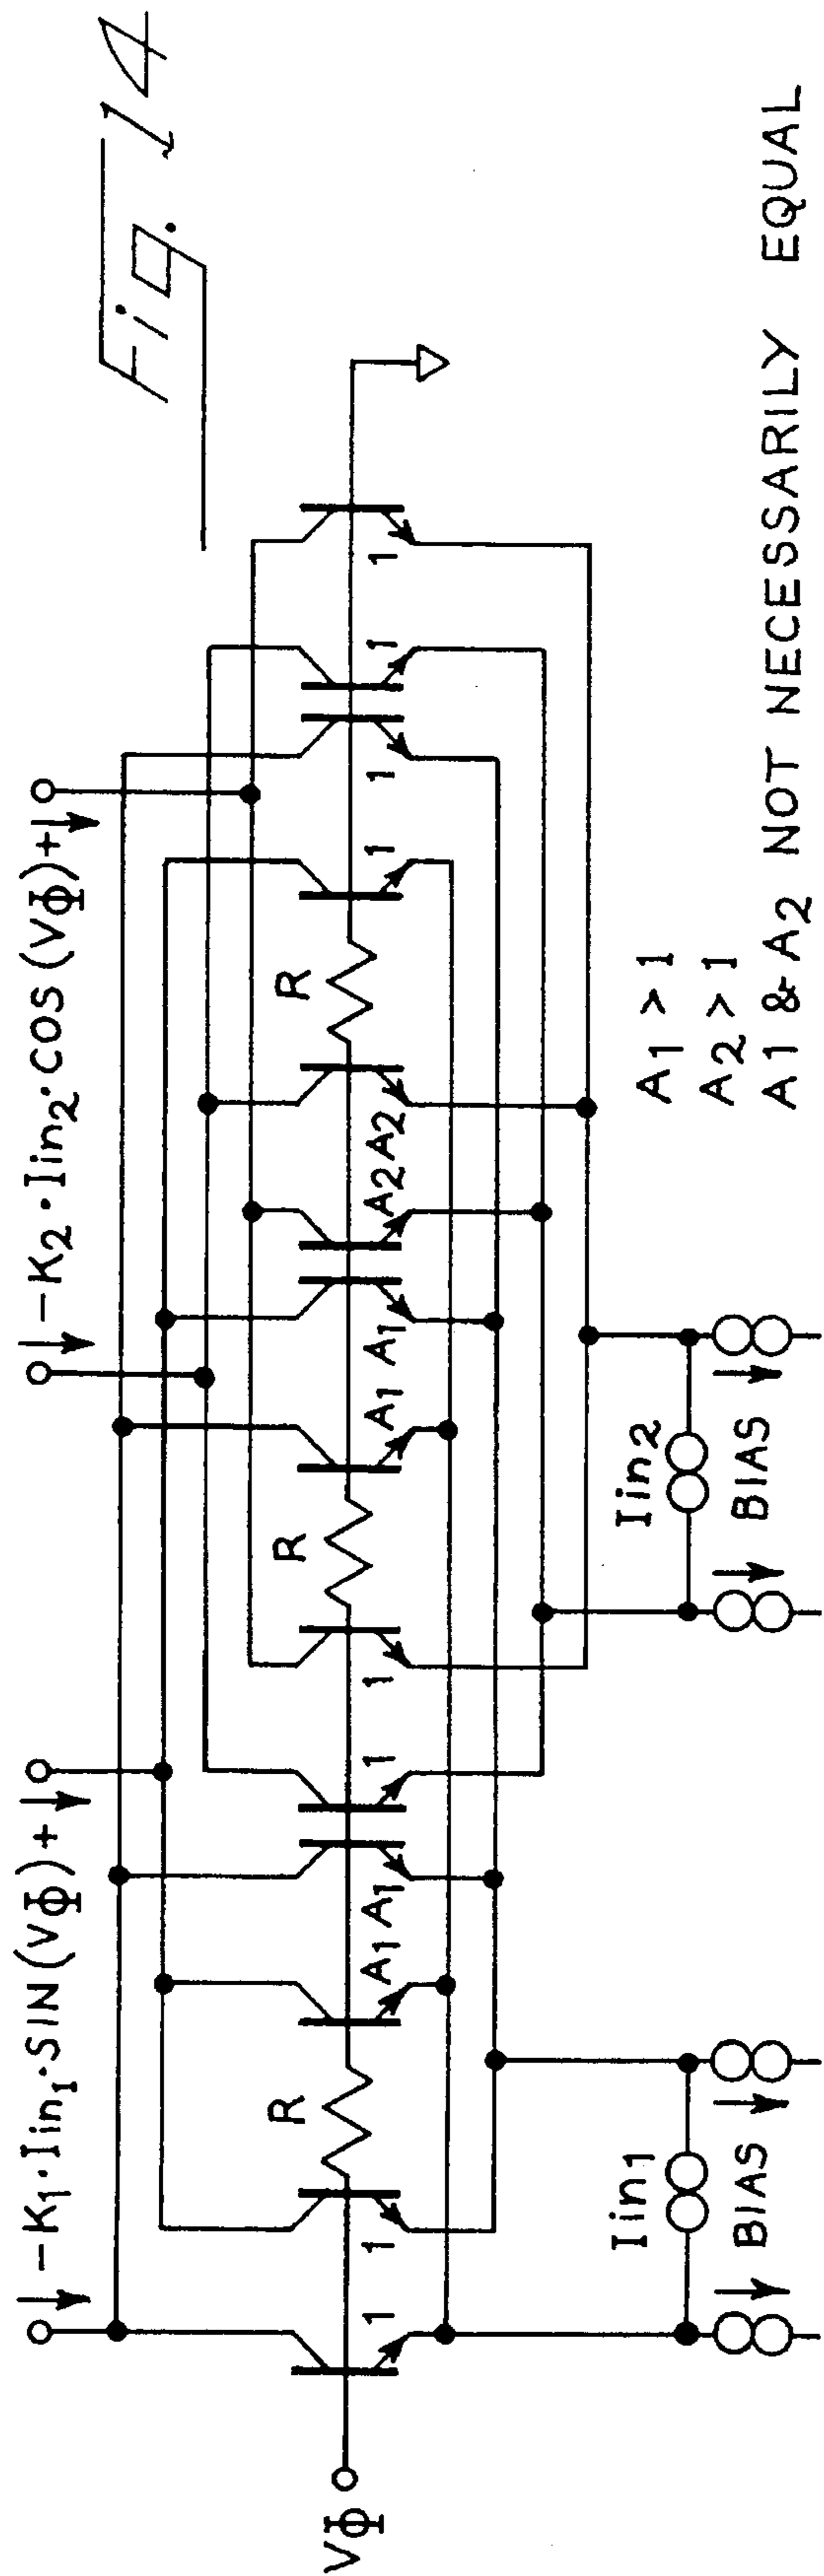 Fig. 14
-K1·Iin1·SIN(VΦ)+
-K2·Iin2·COS(VΦ)+
R
R
R
1
1
A1
A1
1
1
A1
A1
A2
A2
1
1
1
1
VΦ
Iin1
BIAS
Iin2
BIAS
A1 > 1
A2 > 1
A1 & A2 NOT NECESSARILY EQUAL